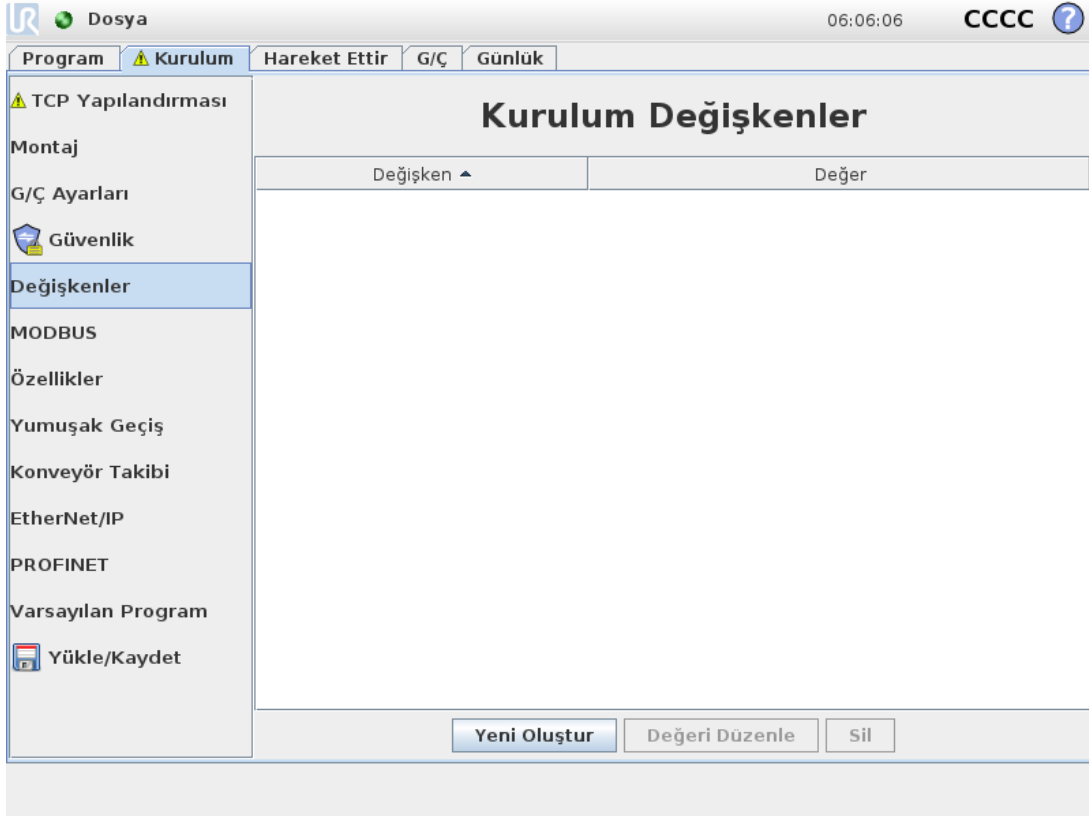 UR Dosya 06:06:06 CCCC ?
Program Kurulum Hareket Ettir G/Ç Günlük
TCP Yapılandırması
Montaj
G/Ç Ayarları
Güvenlik
Değişkenler
MODBUS
Özellikler
Yumuşak Geçiş
Konveyör Takibi
EtherNet/IP
PROFINET
Varsayılan Program
Yükle/Kaydet
Kurulum Değişkenler
Değişken Değer
Yeni Oluştur Değeri Düzenle Sil